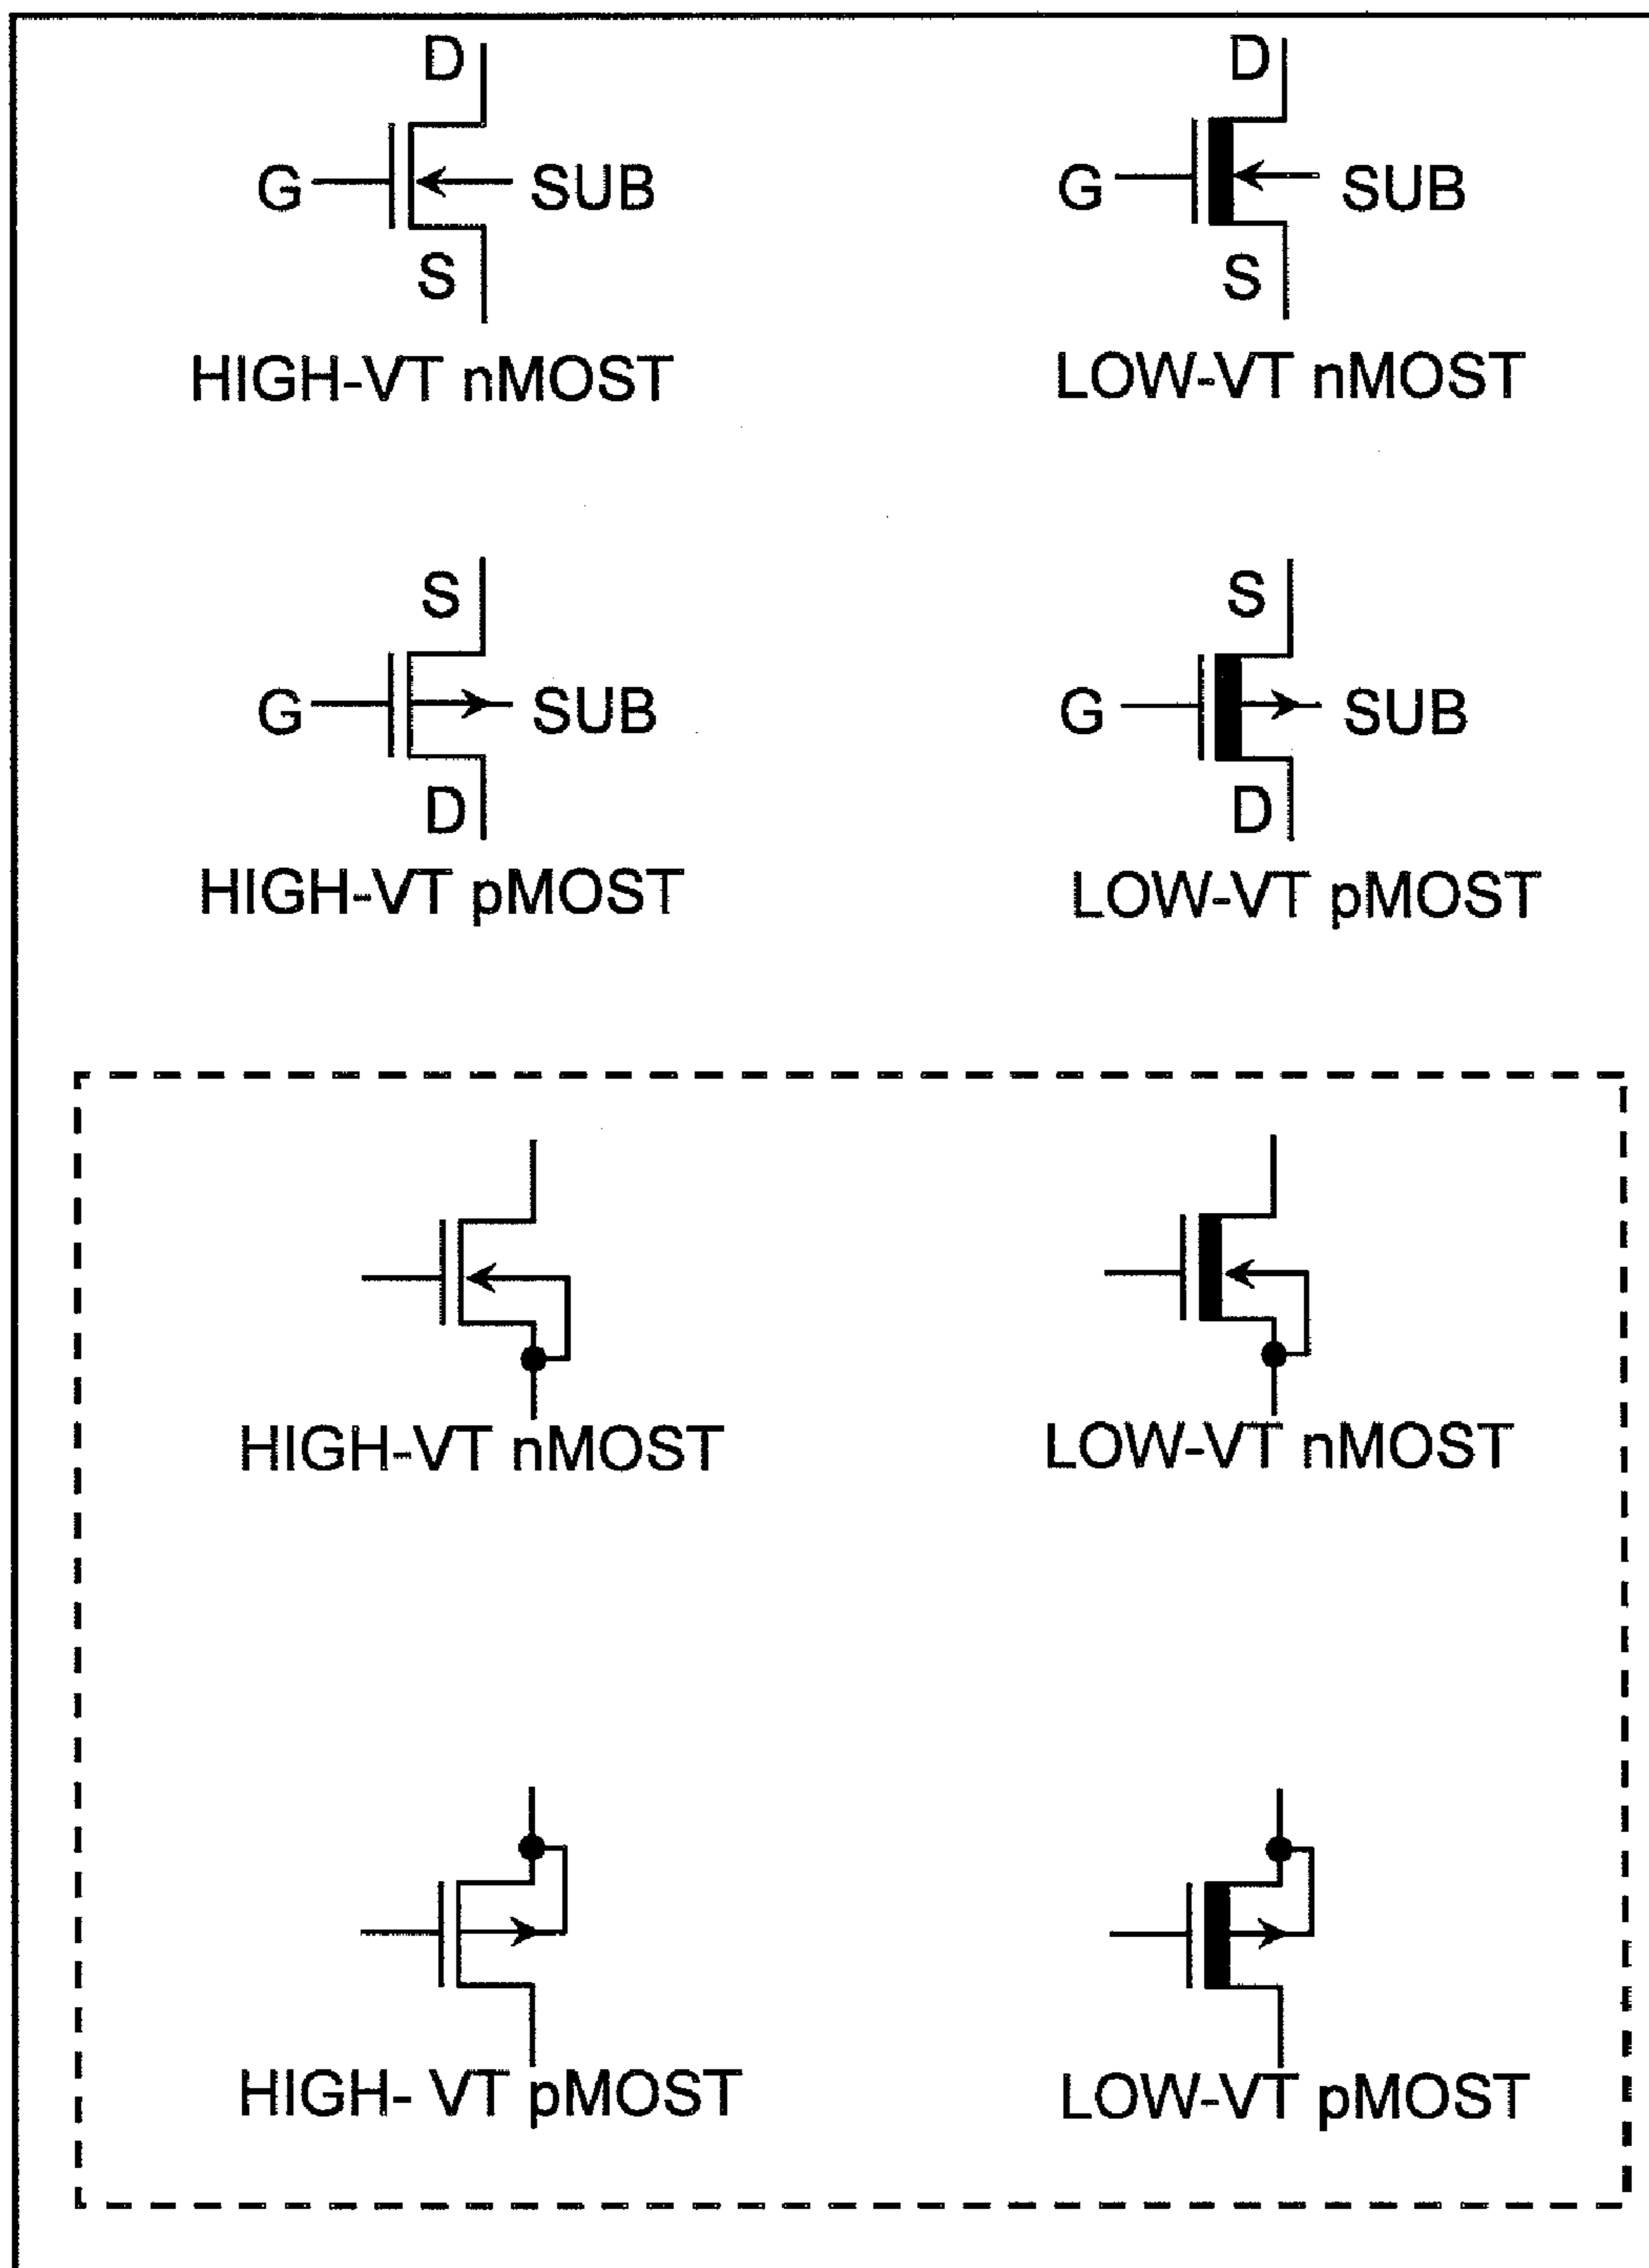 D
G SUB
S
HIGH-VT nMOST
D
G SUB
S
LOW-VT nMOST
S
G SUB
D
HIGH-VT pMOST
S
G SUB
D
LOW-VT pMOST
HIGH-VT nMOST
LOW-VT nMOST
HIGH- VT pMOST
LOW-VT pMOST